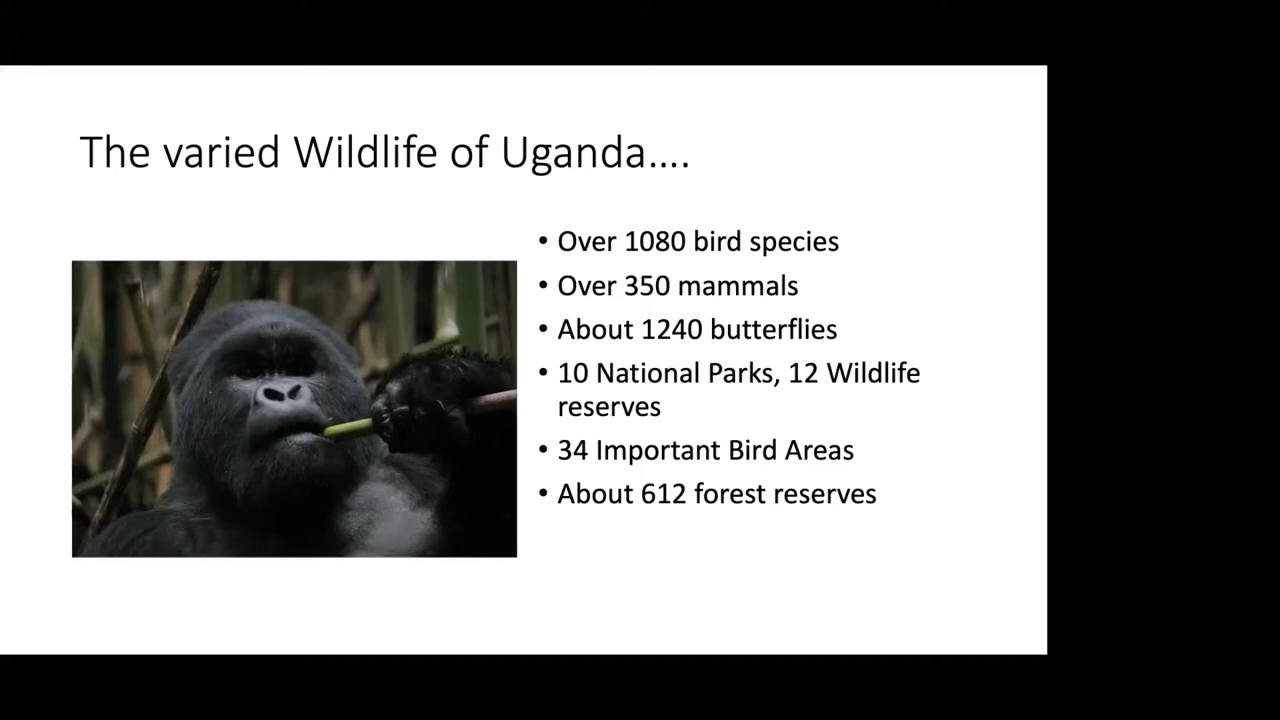 The varied Wildlife of Uganda....
• Over 1080 bird species
• Over 350 mammals
• About 1240 butterflies
• 10 National Parks, 12 Wildlife
reserves
• 34 Important Bird Areas
• About 612 forest reserves